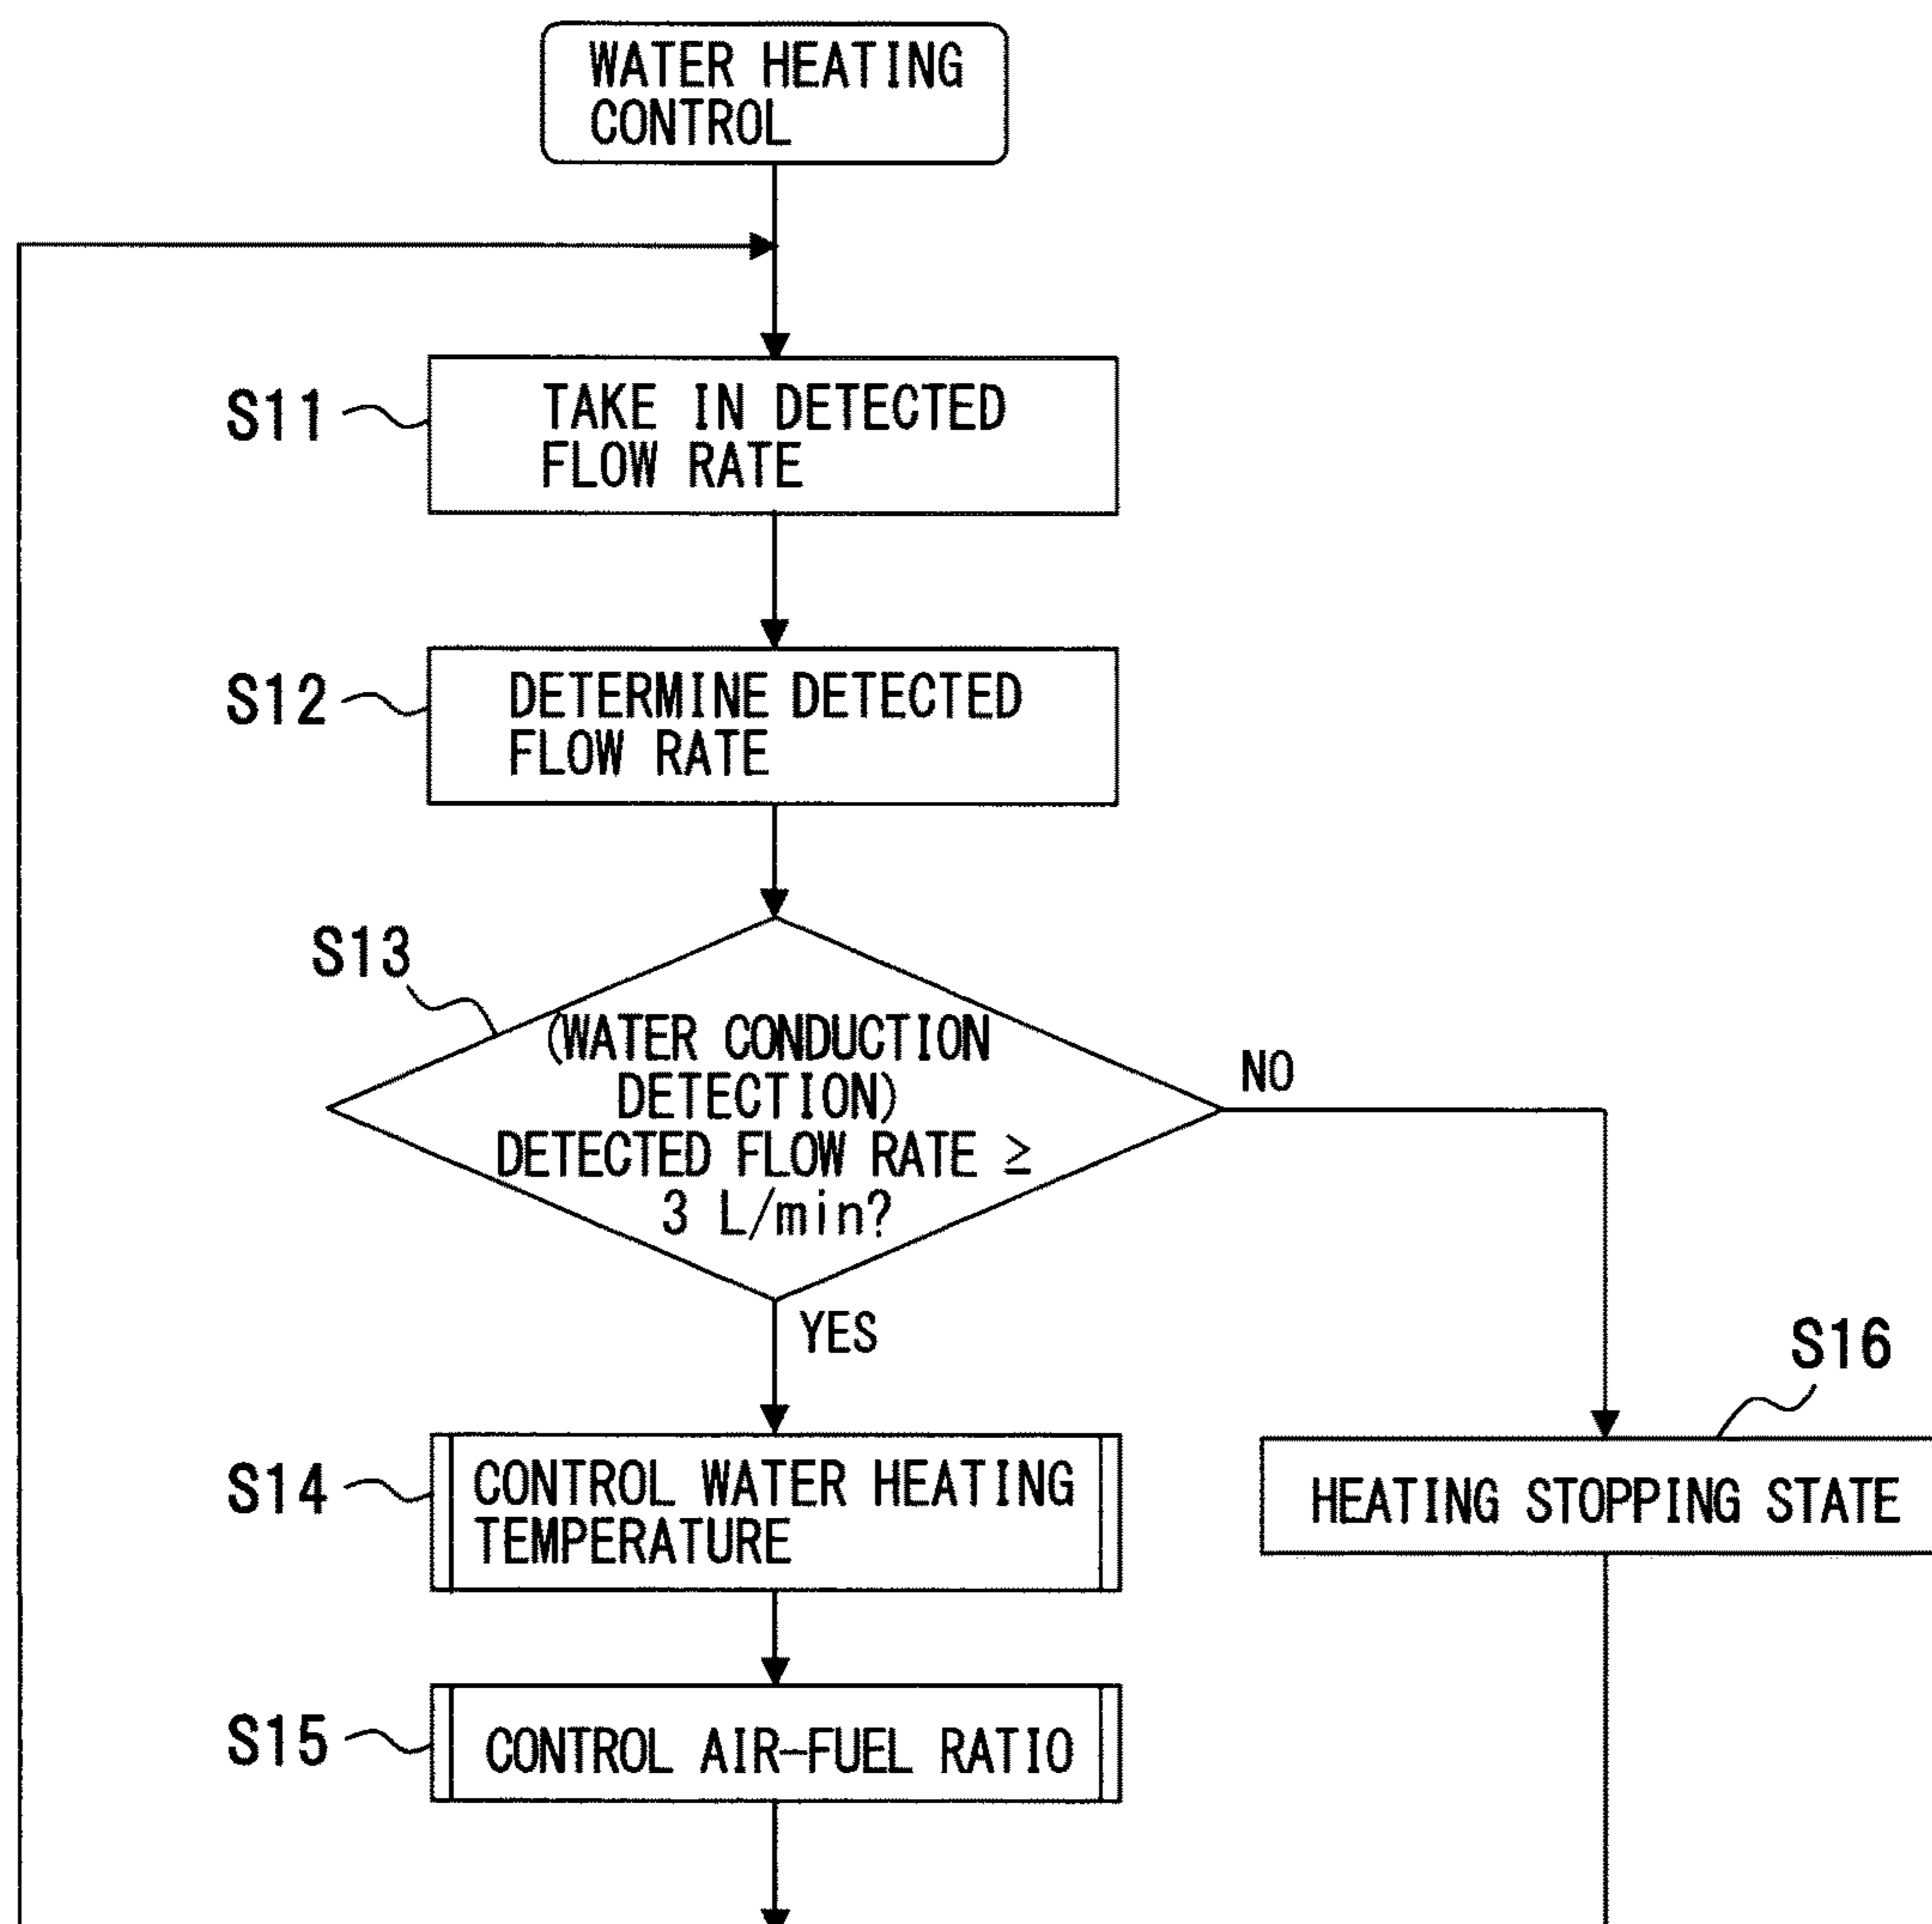 WATER HEATING
CONTROL
S11
TAKE IN DETECTED
FLOW RATE
S12
DETERMINE DETECTED
FLOW RATE
S13
(WATER CONDUCTION
DETECTION)
DETECTED FLOW RATE ≥
3 L/min?
NO
YES
S14
CONTROL WATER HEATING
TEMPERATURE
S16
HEATING STOPPING STATE
S15
CONTROL AIR-FUEL RATIO